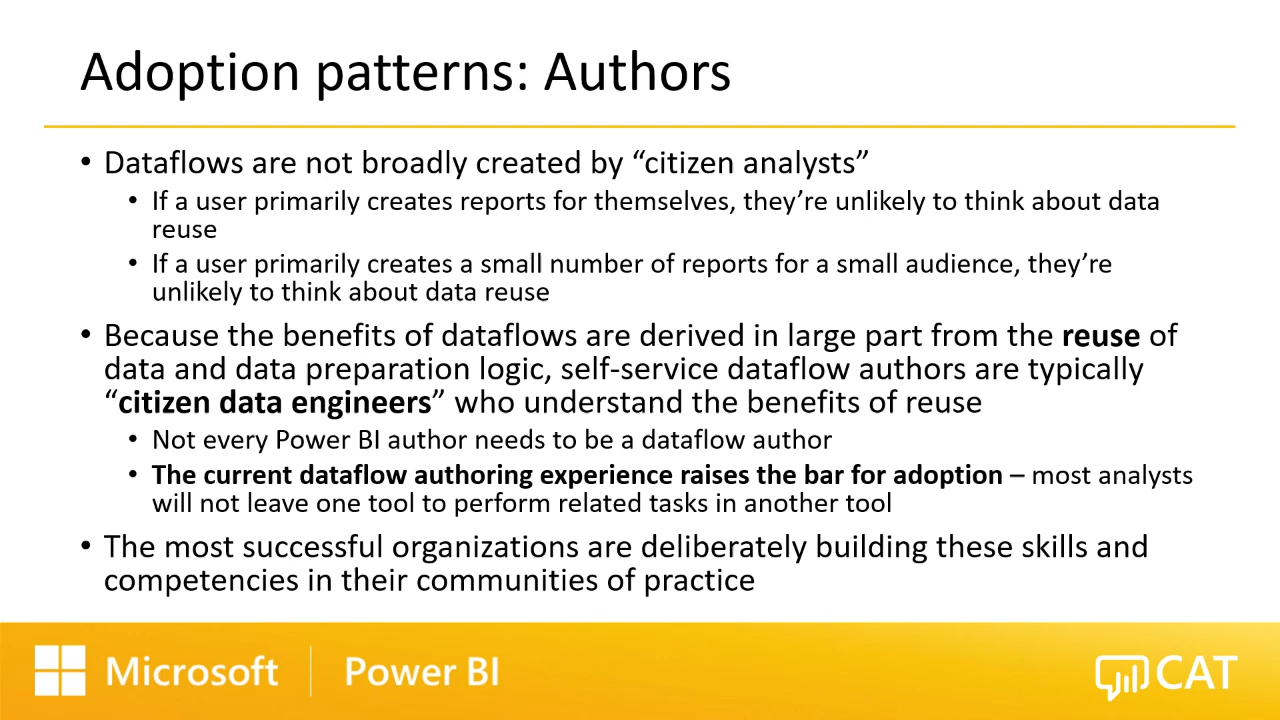 Adoption patterns: Authors
• Dataflows are not broadly created by “citizen analysts”
• If a user primarily creates reports for themselves, they’re unlikely to think about data
reuse
• If a user primarily creates a small number of reports for a small audience, they’re
unlikely to think about data reuse
• Because the benefits of dataflows are derived in large part from the reuse of
data and data preparation logic, self-service dataflow authors are typically
“citizen data engineers” who understand the benefits of reuse
• Not every Power BI author needs to be a dataflow author
• The current dataflow authoring experience raises the bar for adoption – most analysts
will not leave one tool to perform related tasks in another tool
• The most successful organizations are deliberately building these skills and
competencies in their communities of practice
Microsoft Power BI CAT